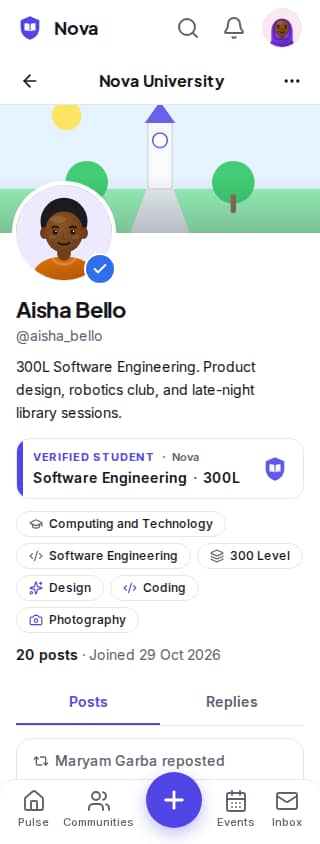 Nova
Nova University
Aisha Bello
@aisha_bello
300L Software Engineering. Product
design, robotics club, and late-night
library sessions.
VERIFIED STUDENT · Nova
Software Engineering · 300L
Computing and Technology
Software Engineering
300 Level
Design
Coding
Photography
20 posts · Joined 29 Oct 2026
Posts
Replies
Maryam Garba reposted
Pulse
Communities
Events
Inbox